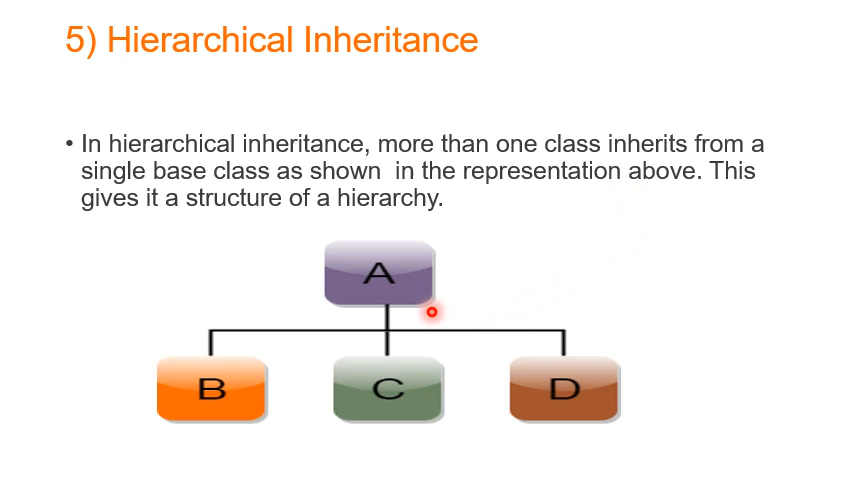 5) Hierarchical Inheritance
• In hierarchical inheritance, more than one class inherits from a
single base class as shown  in the representation above. This
gives it a structure of a hierarchy.
A
B C D